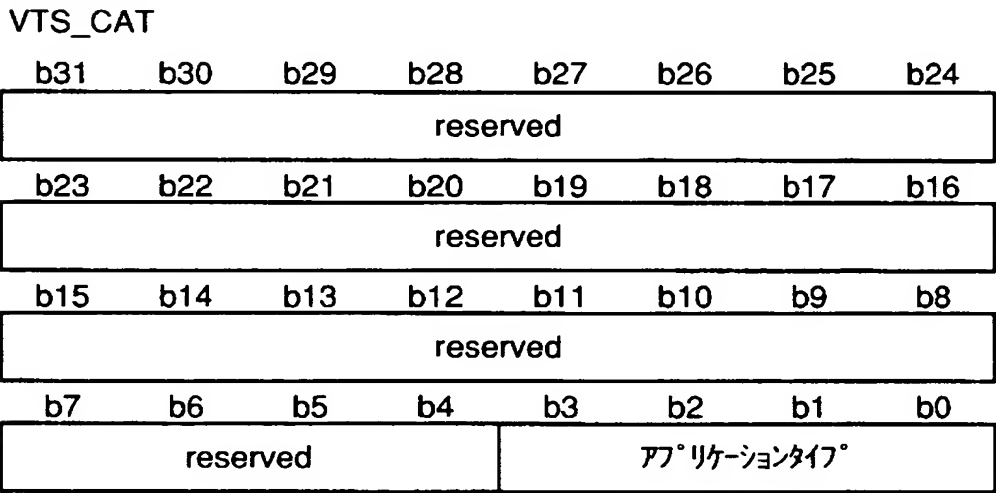 VTS_CAT
b31 b30 b29 b28 b27 b26 b25 b24
reserved
b23 b22 b21 b20 b19 b18 b17 b16
reserved
b15 b14 b13 b12 b11 b10 b9 b8
reserved
b7 b6 b5 b4 b3 b2 b1 b0
reserved アプリケーションタイプ